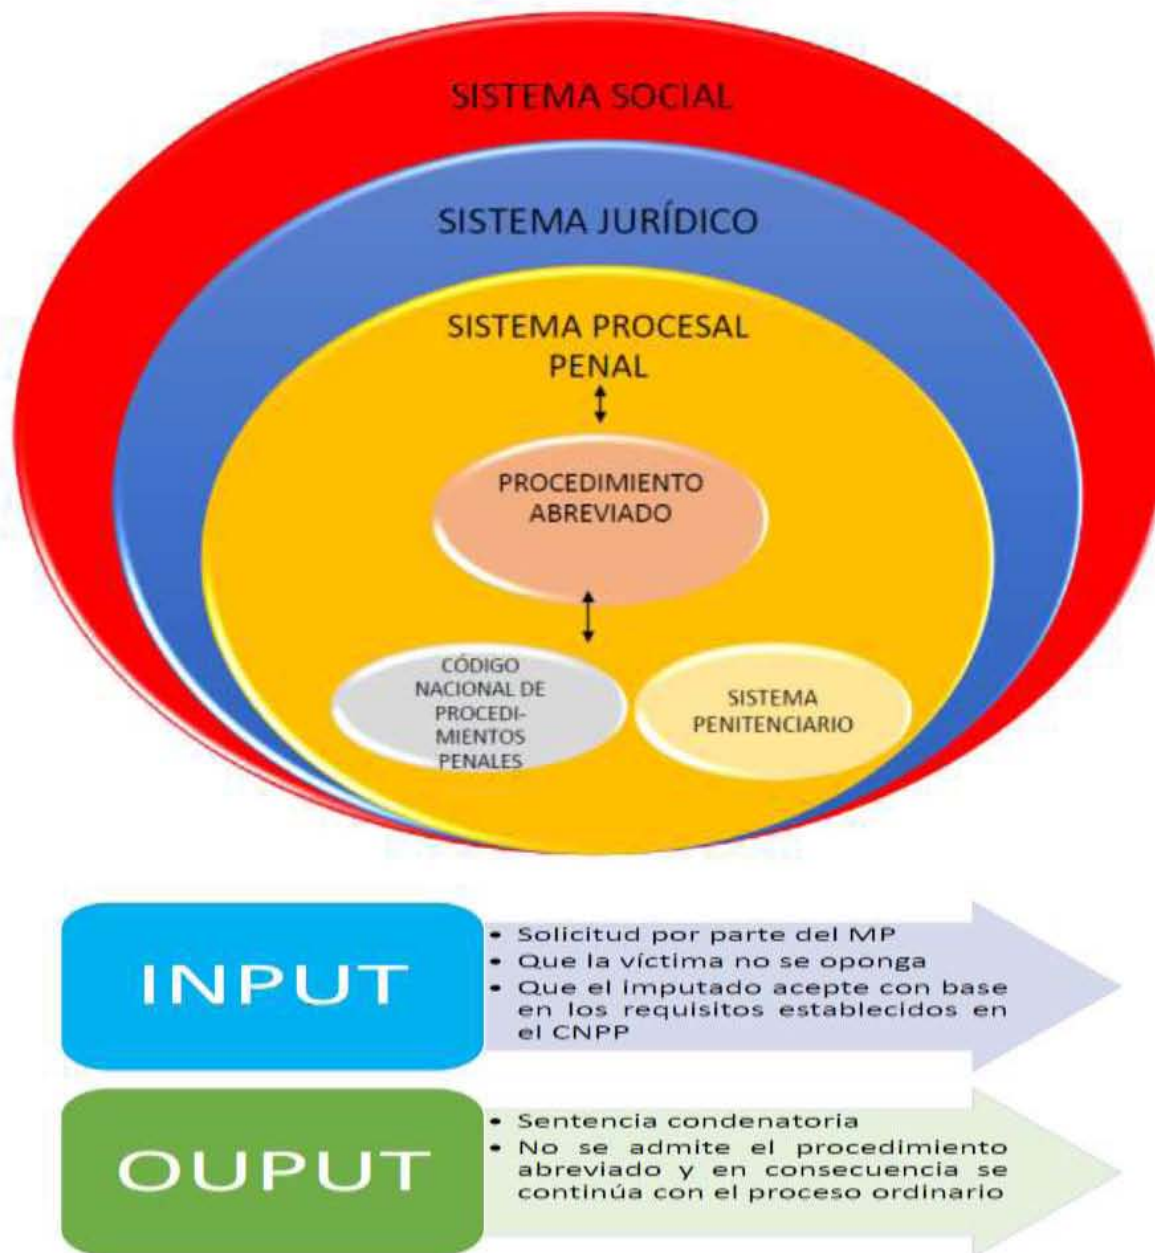 SISTEMA SOCIAL
SISTEMA JURÍDICO
SISTEMA PROCESAL
PENAL
PROCEDIMIENTO
ABREVIADO
CÓDIGO
NACIONAL DE
PROCEDI-
MIENTOS
PENALES
SISTEMA
PENITENCIARIO
INPUT
• Solicitud por parte del MP
• Que la víctima no se oponga
• Que el imputado acepte con base
en los requisitos establecidos en
el CNPP
OUPUT
• Sentencia condenatoria
• No se admite el procedimiento
abreviado y en consecuencia se
continúa con el proceso ordinario